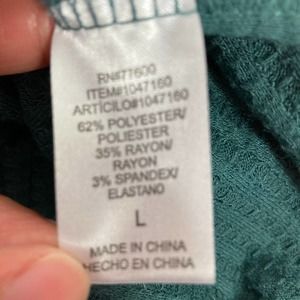 RN#77600
ITEM#1047160
ARTICILO#1047160
62% POLYESTER/
POLIESTER
35% RAYON/
RAYON
3% SPANDEX/
ELASTANO
L
MADE IN CHINA
HECHO EN CHINA